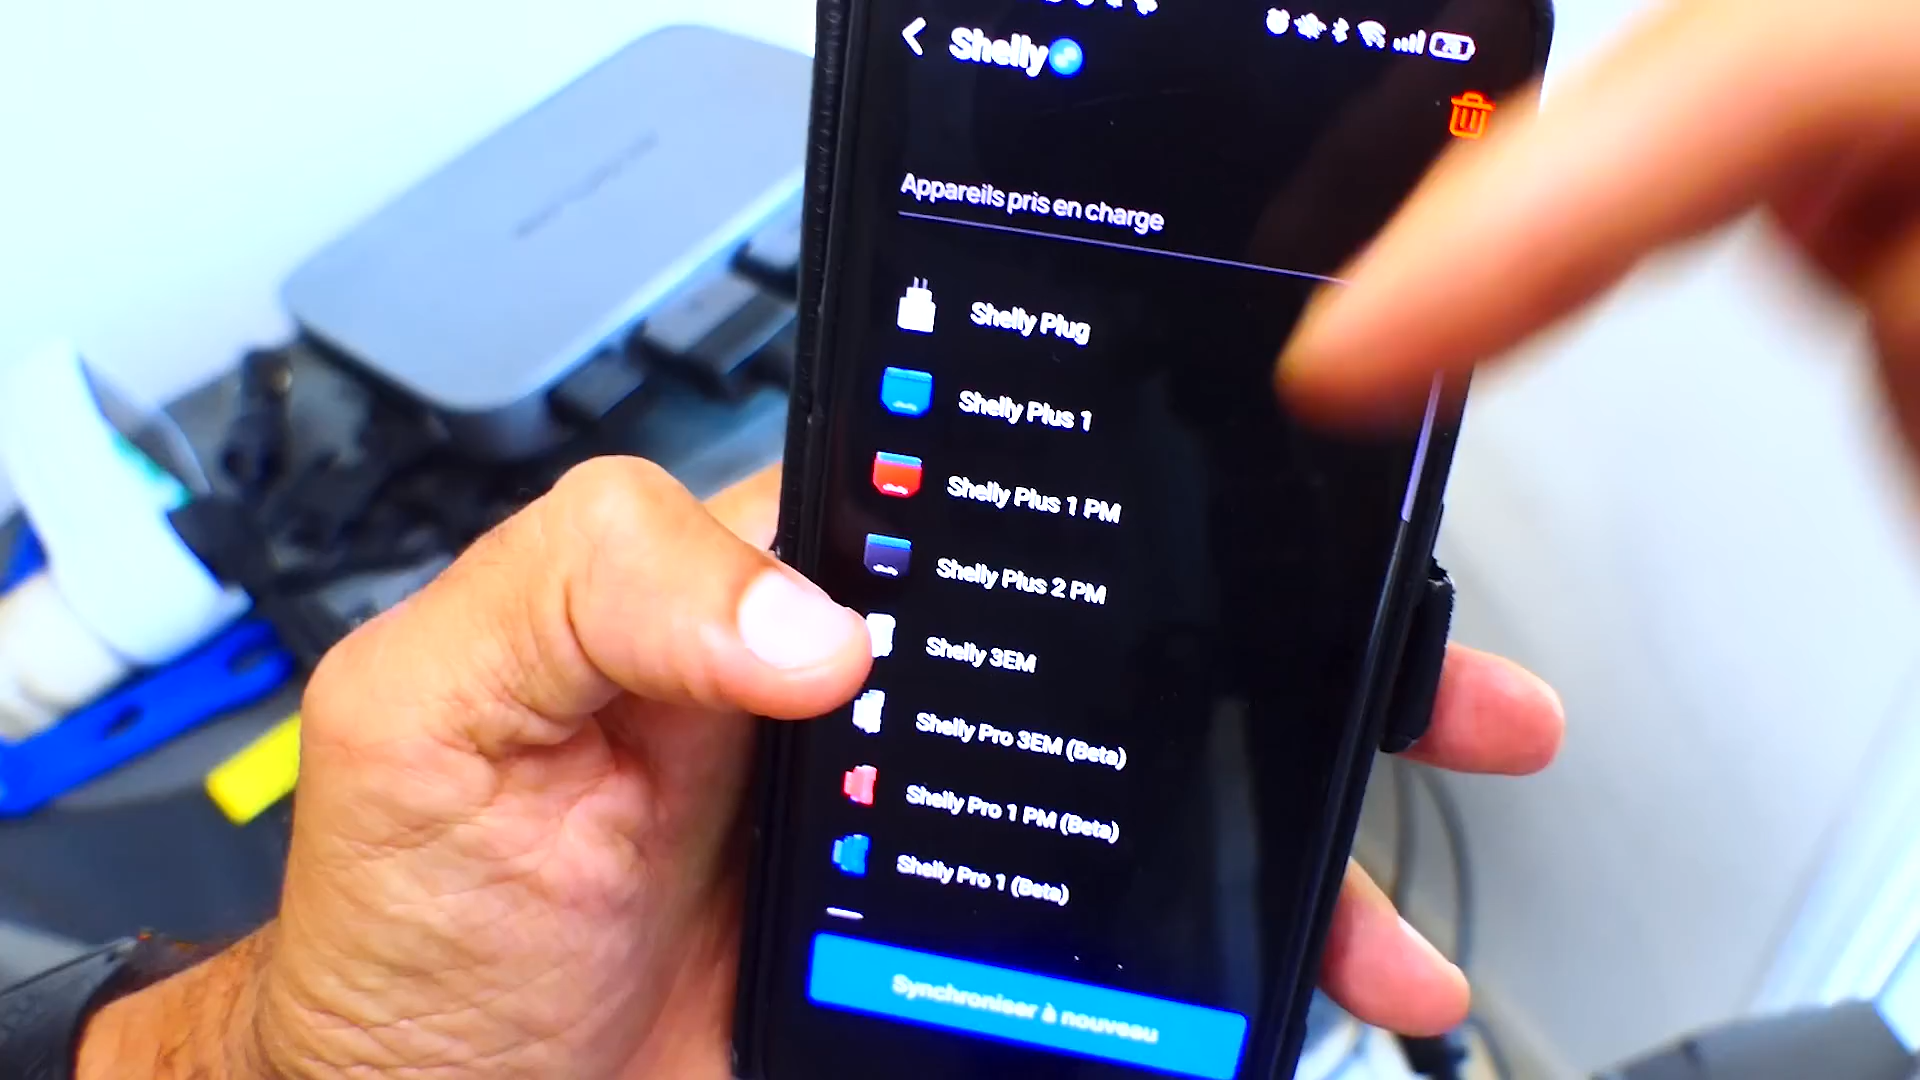 Shelly
Appareils pris en charge
Shelly Plug
Shelly Plus 1
Shelly Plus 1 PM
Shelly Plus 2 PM
Shelly 3EM
Shelly Pro 3EM (Beta)
Shelly Pro 1 PM (Beta)
Shelly Pro 1 (Beta)
Synchroniser à nouveau